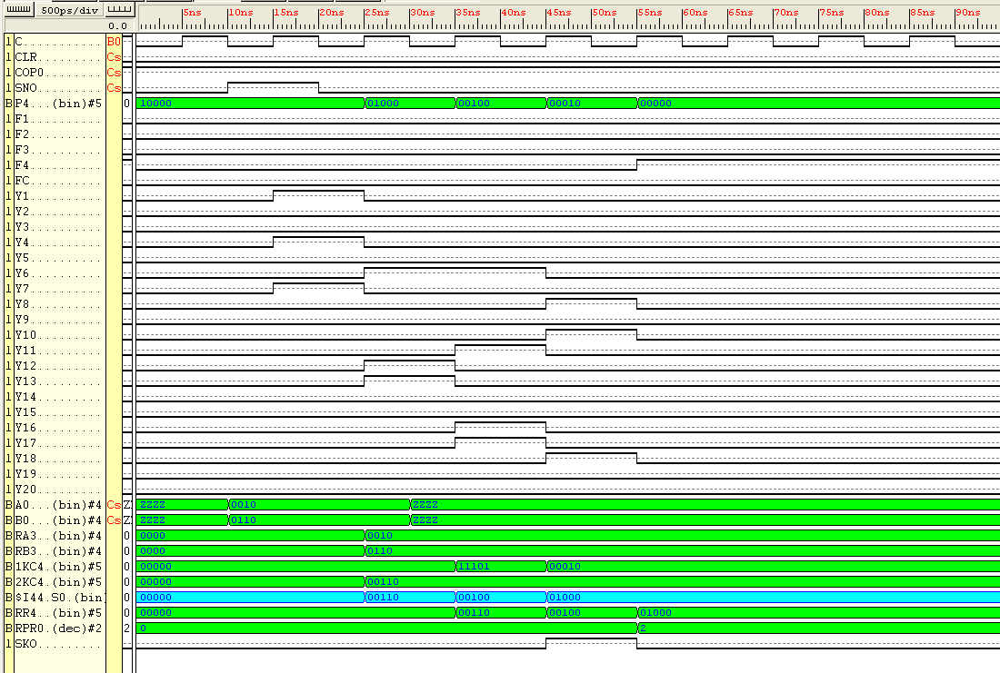 500ps/div
5ns 10ns 15ns 20ns 25ns 30ns 35ns 40ns 45ns 50ns 55ns 60ns 65ns 70ns 75ns 80ns 85ns 90ns
0.0
1 C......... B0
1 CLR....... Cs
1 COP0...... Cs
1 SNO....... Cs
B P4...(bin)#5 0 10000 01000 00100 00010 00000
1 F1........
1 F2........
1 F3........
1 F4........
1 FC........
1 Y1........
1 Y2........
1 Y3........
1 Y4........
1 Y5........
1 Y6........
1 Y7........
1 Y8........
1 Y9........
1 Y10.......
1 Y11.......
1 Y12.......
1 Y13.......
1 Y14.......
1 Y15.......
1 Y16.......
1 Y17.......
1 Y18.......
1 Y19.......
1 Y20.......
B A0...(bin)#4 Cs Z ZZZZ 0010 ZZZZ
B B0...(bin)#4 Cs Z ZZZZ 0110 ZZZZ
B RA3..(bin)#4 0 0000 0010
B RB3..(bin)#4 0 0000 0110
B 1KC4.(bin)#5 0 00000 11101 00010
B 2KC4.(bin)#5 0 00000 00110
B $I44.S0.(bin) 0 00000 00110 00100 01000
B RR4..(bin)#5 0 00000 00110 00100 01000
B RPR0.(dec)#2 2 0 2
1 SKO.......